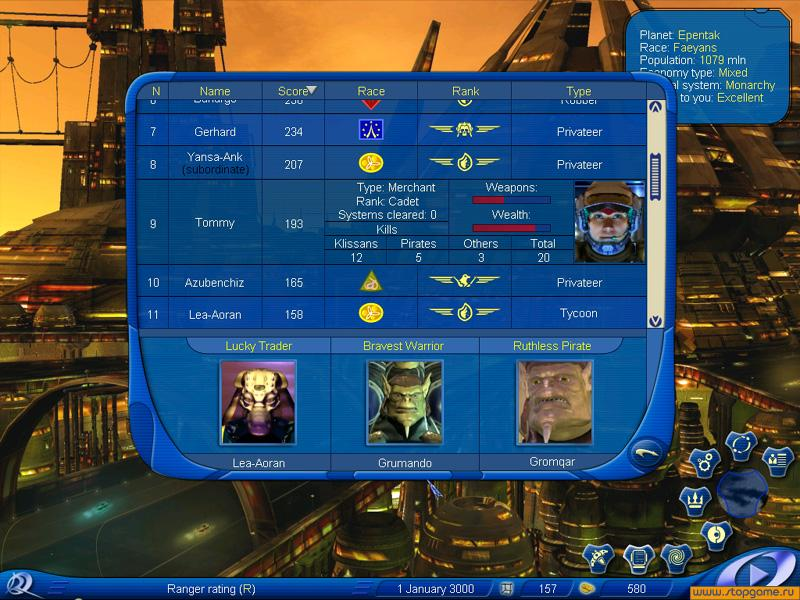 Planet: Epentak
Race: Faeyans
Population: 1079 mln
Economy type: Mixed
al system: Monarchy
to you: Excellent
N Name Score Race Rank Type
7 Gerhard 234 Privateer
8 Yansa-Ank (subordinate) 207 Privateer
9 Tommy 193
Type: Merchant
Rank: Cadet
Systems cleared: 0
Kills
Klissans Pirates Others Total
12 5 3 20
Weapons:
Wealth:
10 Azubenchiz 165 Privateer
11 Lea-Aoran 158 Tycoon
Lucky Trader Bravest Warrior Ruthless Pirate
Lea-Aoran Grumando Gromqar
Ranger rating (R) 1 January 3000 157 580
www.stopgame.ru